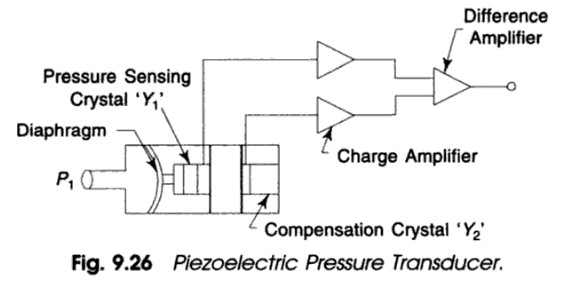 Difference
Amplifier
Pressure Sensing
Crystal 'Y₁'
Diaphragm
Charge Amplifier
P₁
Compensation Crystal 'Y₂'
Fig. 9.26 Piezoelectric Pressure Transducer.